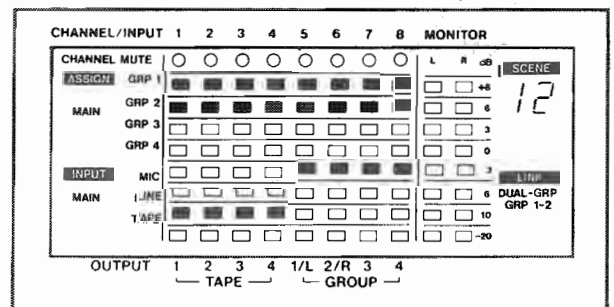 CHANNEL/INPUT 1 2 3 4 5 6 7 8 MONITOR
CHANNEL MUTE L R dB
ASSIGN GRP 1 +8 SCENE
MAIN GRP 2 6 12
GRP 3 3
GRP 4 0
INPUT MIC 3 LINK
MAIN LINE 6 DUAL-GRP
TAPE 10 GRP 1-2
-20
OUTPUT 1 2 3 4 1/L 2/R 3 4
TAPE GROUP